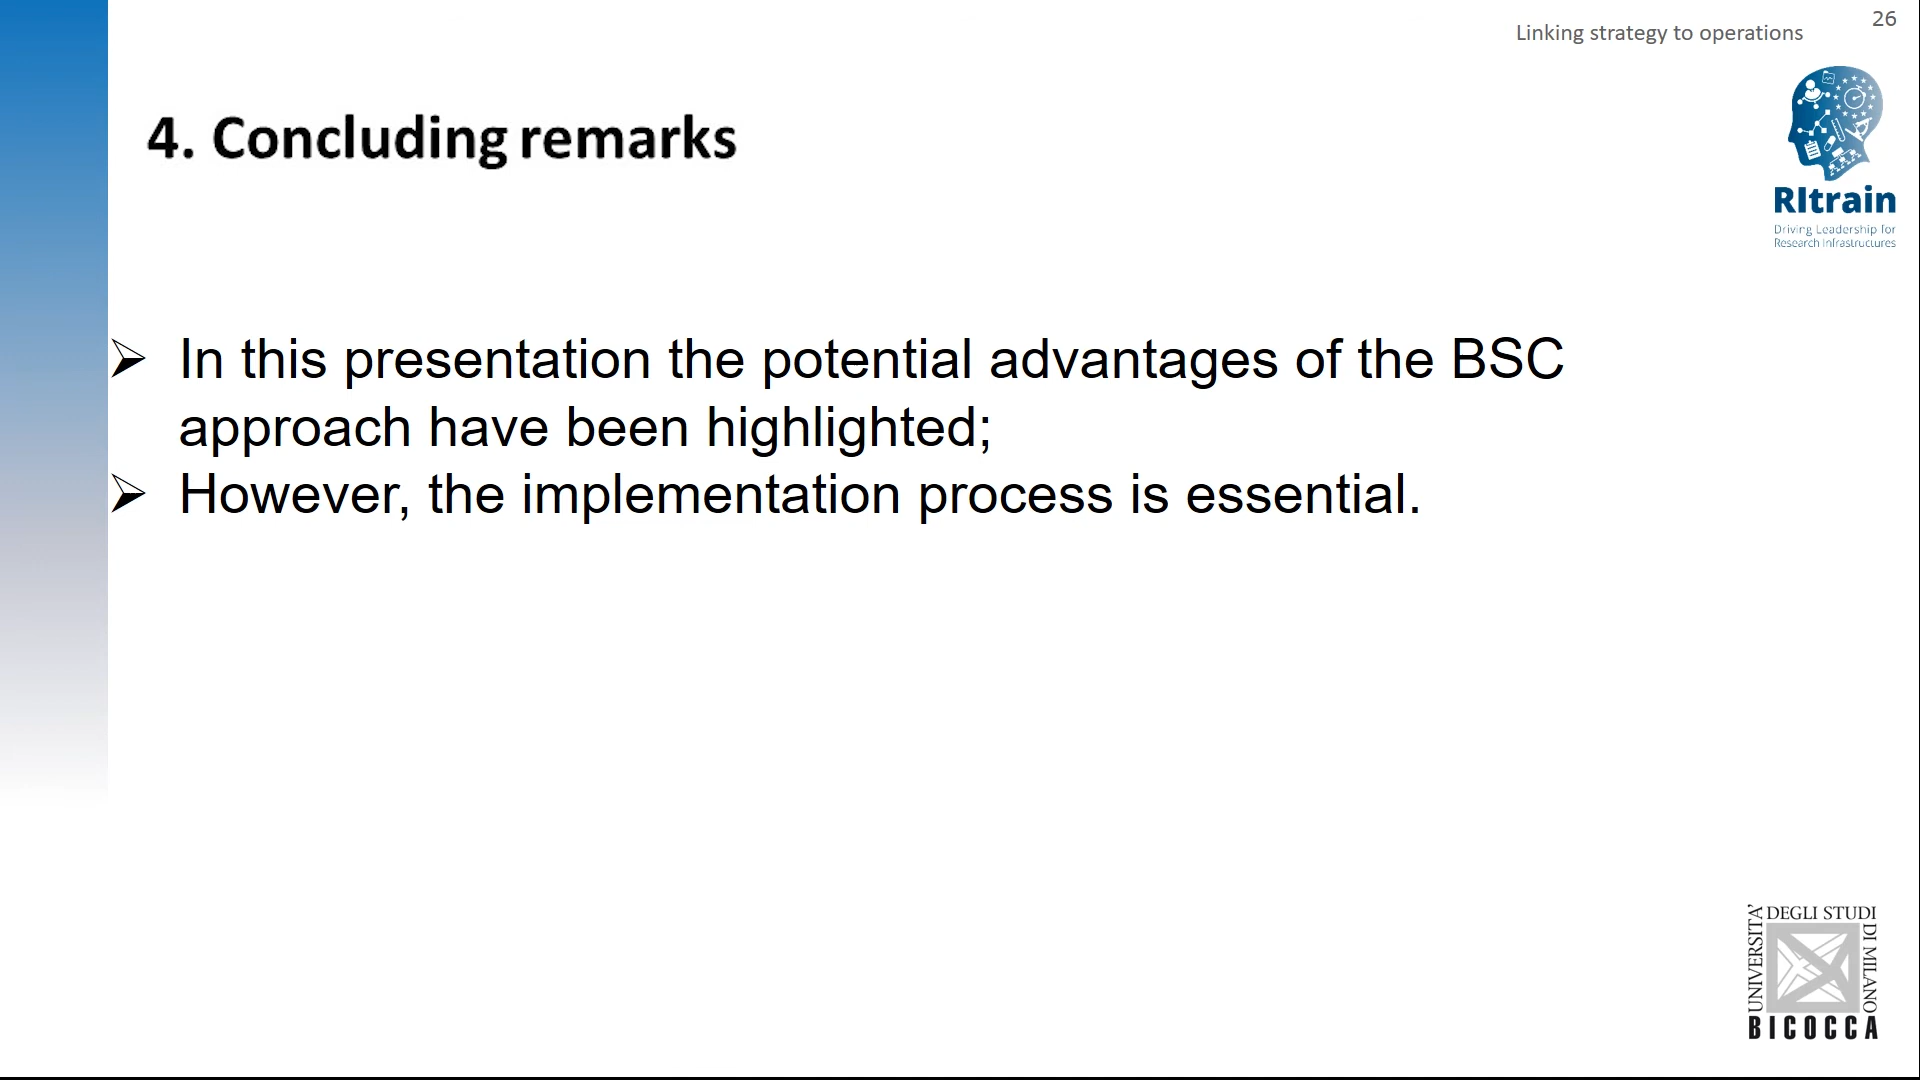 26
Linking strategy to operations
4. Concluding remarks
RItrain
Driving Leadership for
Research Infrastructures
➢ In this presentation the potential advantages of the BSC
approach have been highlighted;
➢ However, the implementation process is essential.
UNIVERSITA'
DEGLI STUDI
DI MILANO
BICOCCA